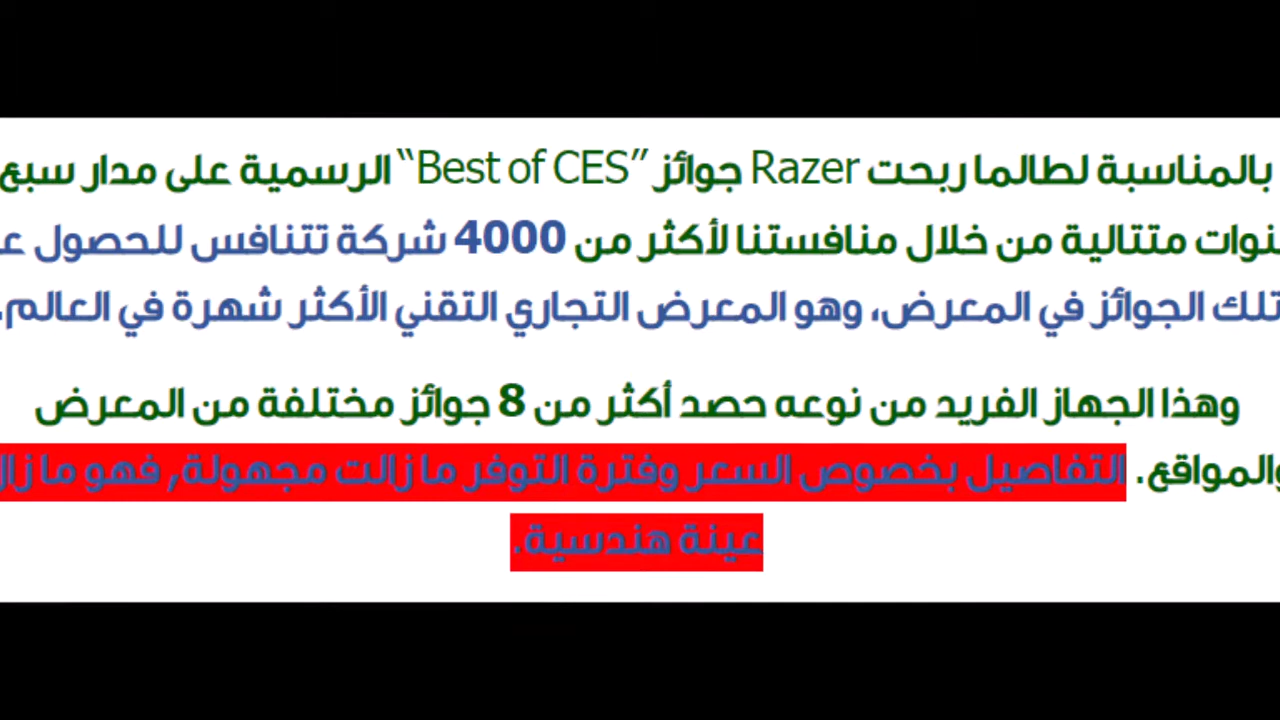 بالمناسبة لطالما ربحت Razer جوائز "Best of CES" الرسمية على مدار سبع
نوات متتالية من خلال منافستنا لأكثر من 4000 شركة تتنافس للحصول ع
تلك الجوائز في المعرض، وهو المعرض التجاري التقني الأكثر شهرة في العالم.
وهذا الجهاز الفريد من نوعه حصد أكثر من 8 جوائز مختلفة من المعرض
والمواقع. التفاصيل بخصوص السعر وفترة التوفر ما زالت مجهولة, فهو ما زال
عينة هندسية.